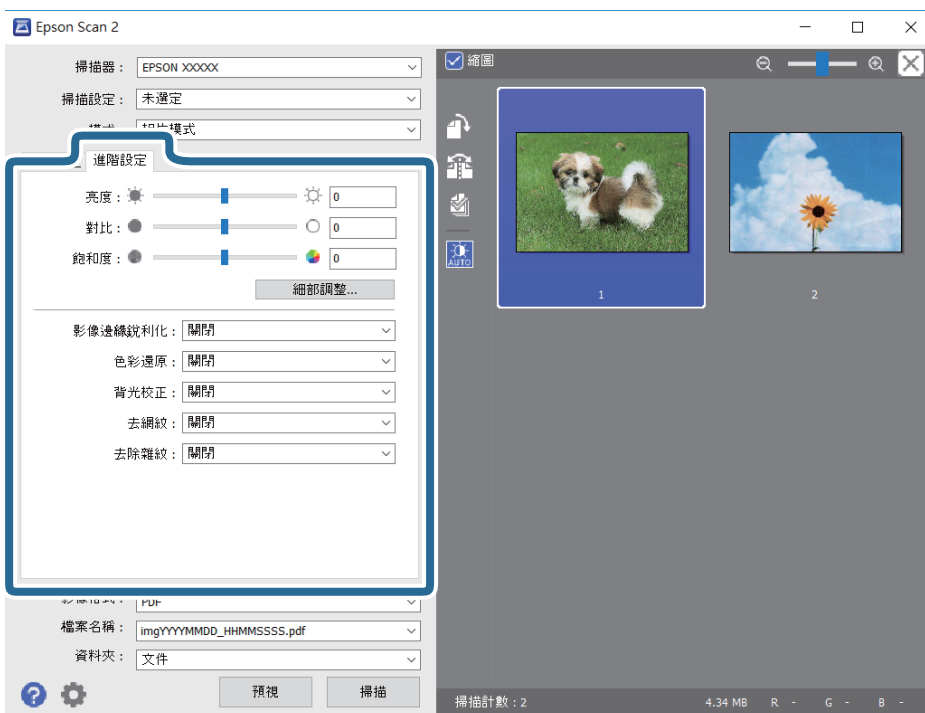 Epson Scan 2
掃描器： EPSON XXXXX
掃描設定： 未選定
進階設定
亮度： 0
對比： 0
飽和度： 0
細部調整...
影像邊緣銳利化： 關閉
色彩還原： 關閉
背光校正： 關閉
去網紋： 關閉
去除雜紋： 關閉
PDF
檔案名稱： imgYYYYMMDD_HHMMSSSS.pdf
資料夾： 文件
預視 掃描
縮圖
AUTO
1 2
掃描計數：2 4.34 MB R - G - B -